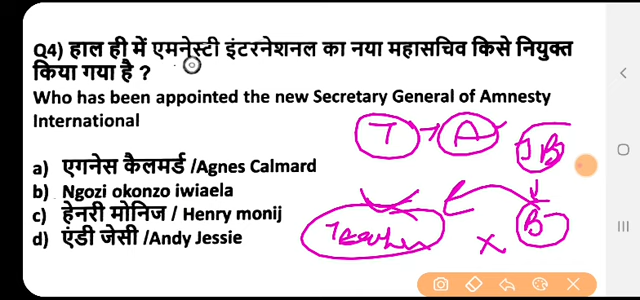 Q4) हाल ही में एमनेस्टी इंटरनेशनल का नया महासचिव किसे नियुक्त
किया गया है ?
Who has been appointed the new Secretary General of Amnesty
International
T A
B
B
a) एगनेस कैलमर्ड /Agnes Calmard
b) Ngozi okonzo iwiaela
c) हेनरी मोनिज / Henry monij
d) एंडी जेसी /Andy Jessie